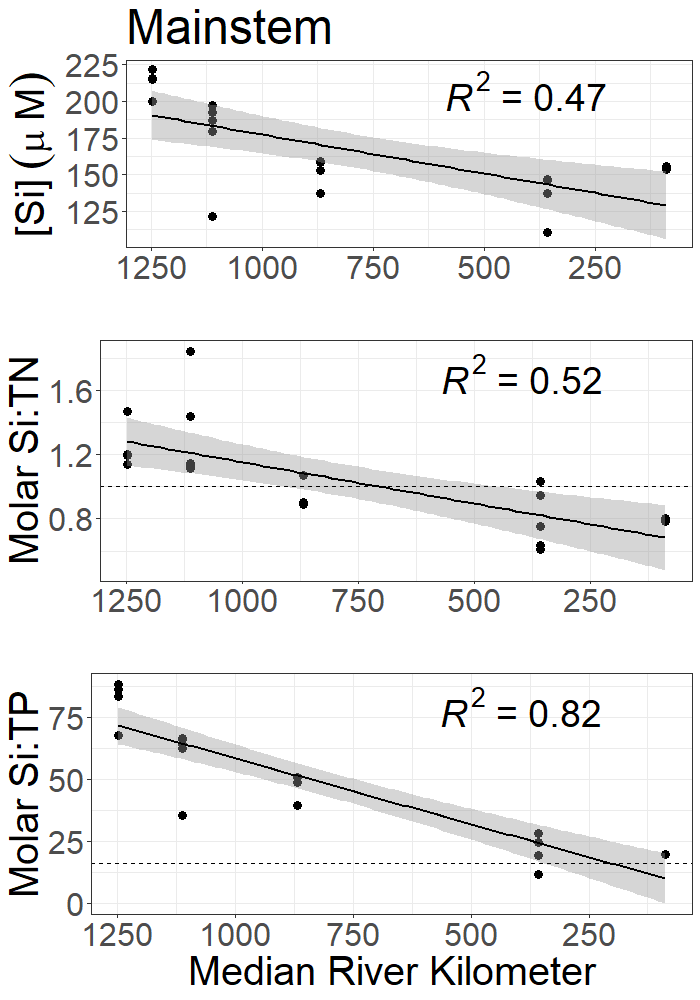 Mainstem
[Si] (μ M)
225
200
175
150
125
R² = 0.47
1250 1000 750 500 250
Molar Si:TN
1.6
1.2
0.8
R² = 0.52
1250 1000 750 500 250
Molar Si:TP
75
50
25
0
R² = 0.82
1250 1000 750 500 250
Median River Kilometer